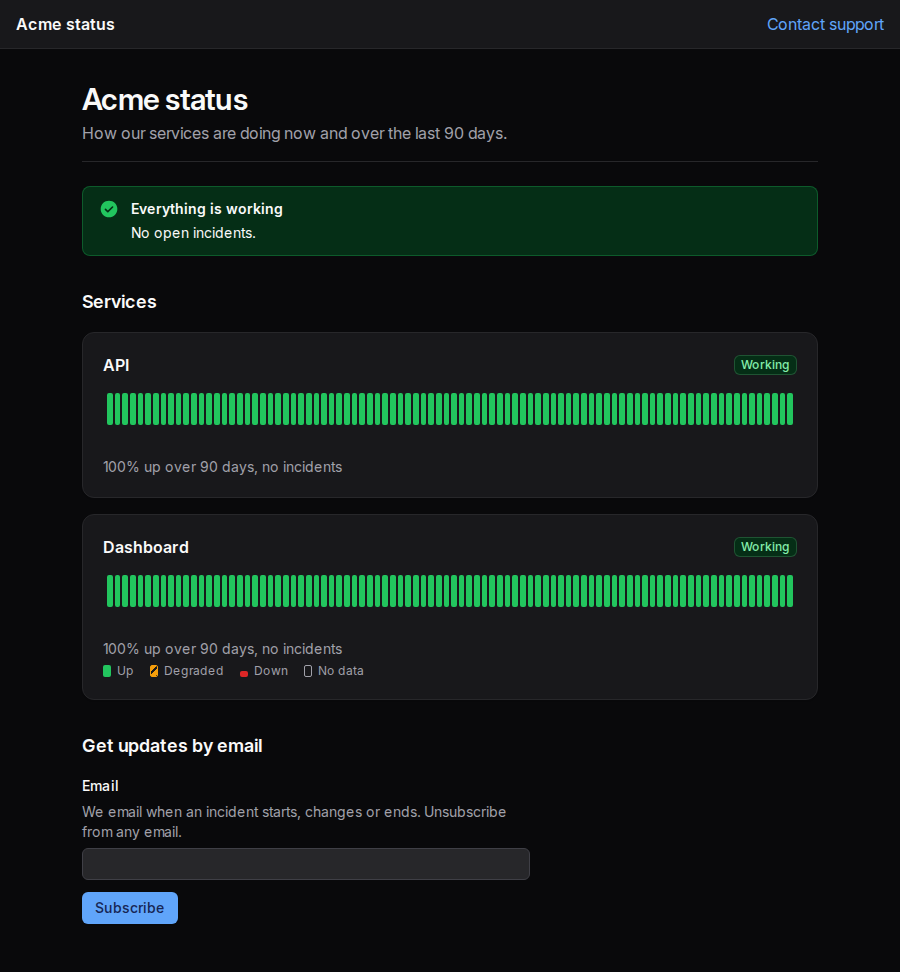 Acme status
Contact support
Acme status
How our services are doing now and over the last 90 days.
Everything is working
No open incidents.
Services
API
Working
100% up over 90 days, no incidents
Dashboard
Working
100% up over 90 days, no incidents
Up
Degraded
Down
No data
Get updates by email
Email
We email when an incident starts, changes or ends. Unsubscribe
from any email.
Subscribe